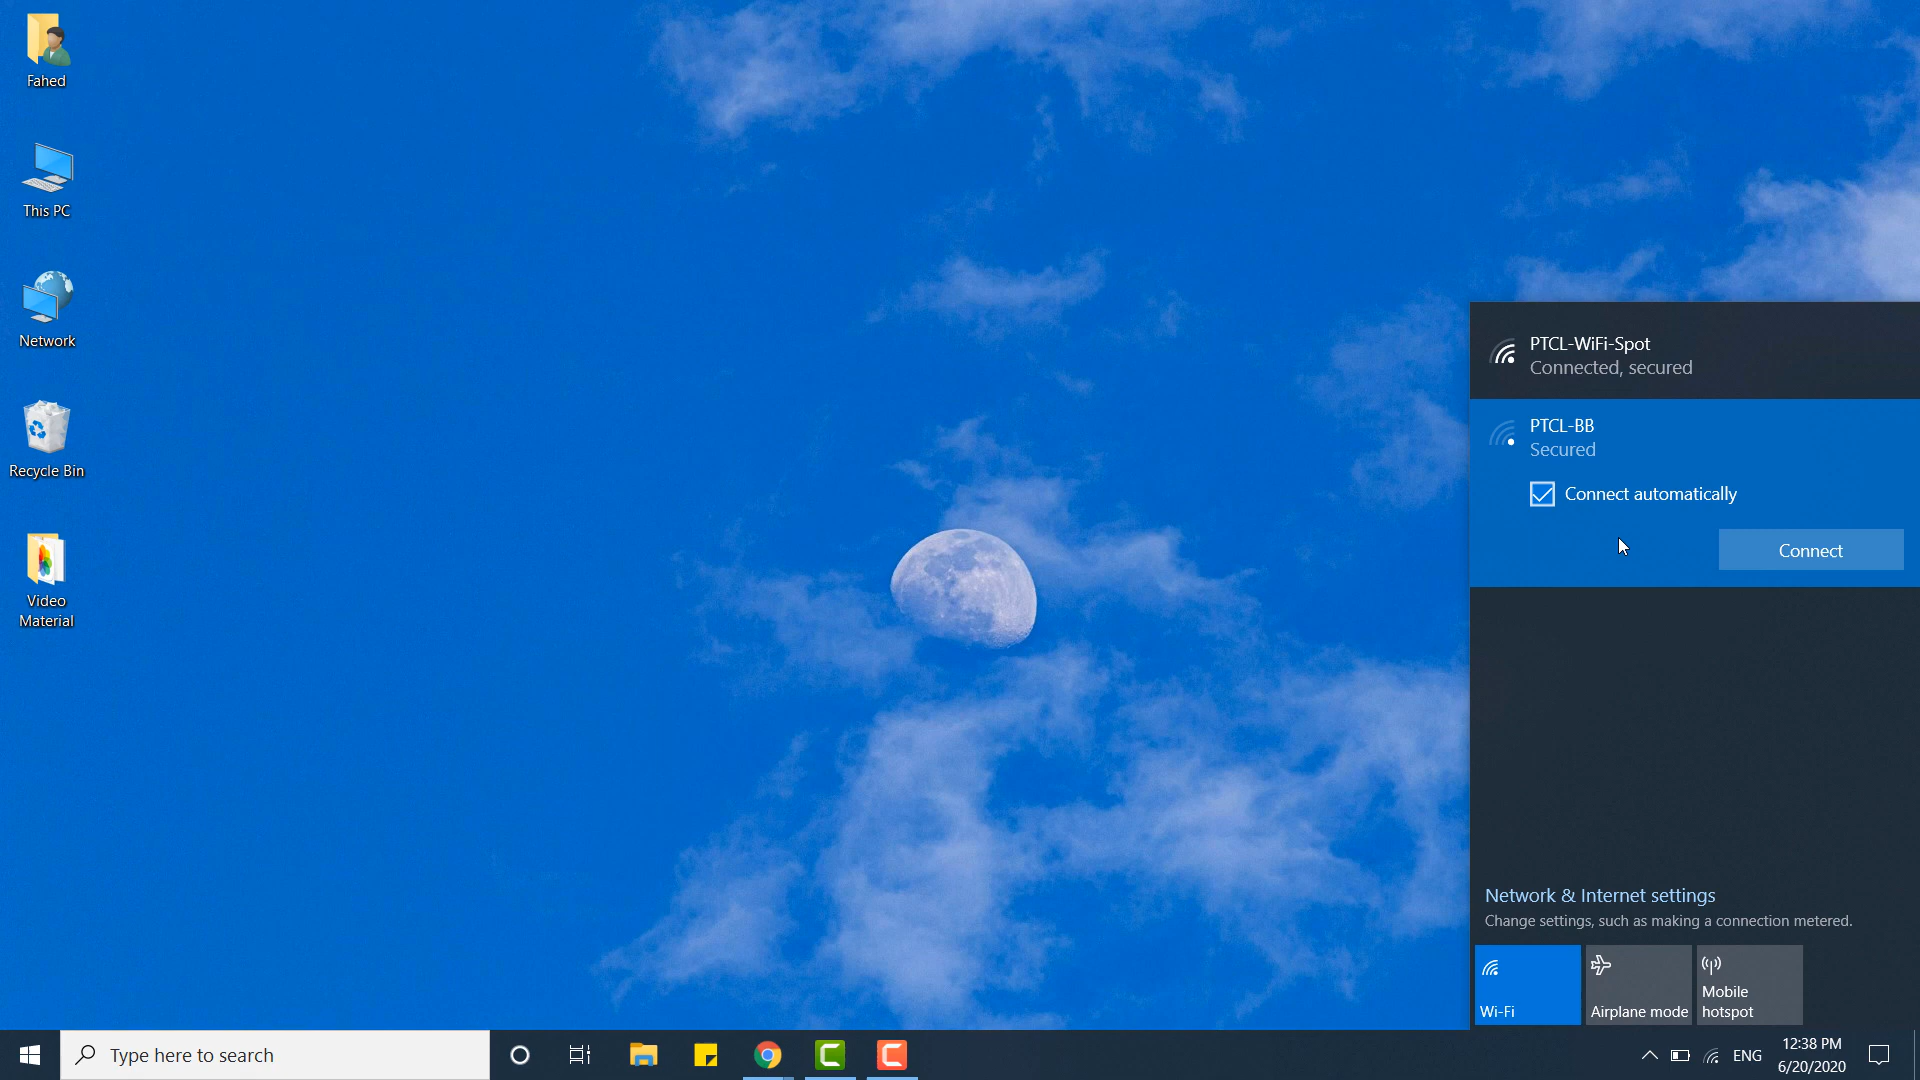 Fahed
This PC
Network
Recycle Bin
Video
Material
PTCL-WiFi-Spot
Connected, secured
PTCL-BB
Secured
Connect automatically
Connect
Network & Internet settings
Change settings, such as making a connection metered.
Wi-Fi
Airplane mode
Mobile
hotspot
Type here to search
ENG
12:38 PM
6/20/2020